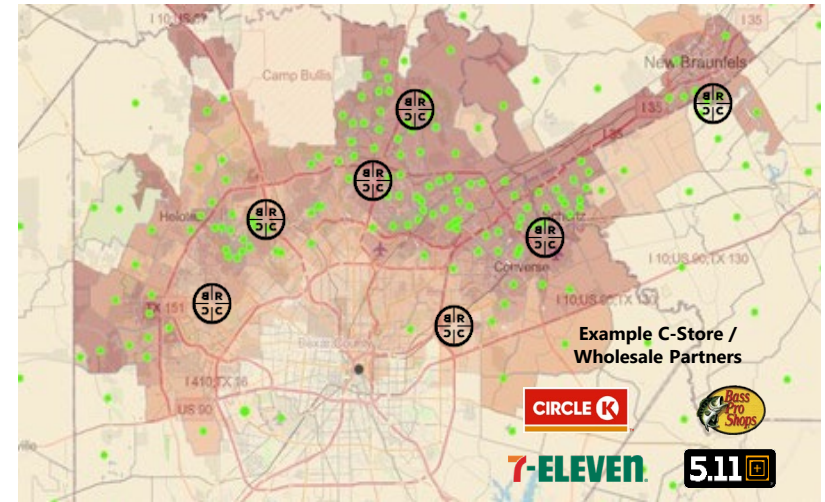 I 10;US 87
I 35
New Braunfels
Camp Bullis
I 35
I 35
B R
C C
B R
C C
B R
C C
B R
C C
B R
C C
B R
C C
B R
C C
Converse
I 10;US 90;TX 130
I 10;US 90;TX 130
TX 151
Example C-Store /
Wholesale Partners
Bexar County
I 410;TX 16
US 90
CIRCLE K
Bass
Pro
Shops
7-ELEVEN
5.11